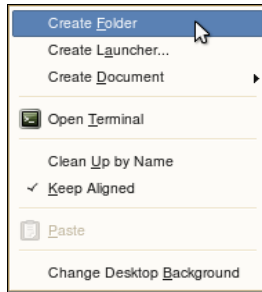 Create Folder
Create Launcher...
Create Document
Open Terminal
Clean Up by Name
Keep Aligned
Paste
Change Desktop Background